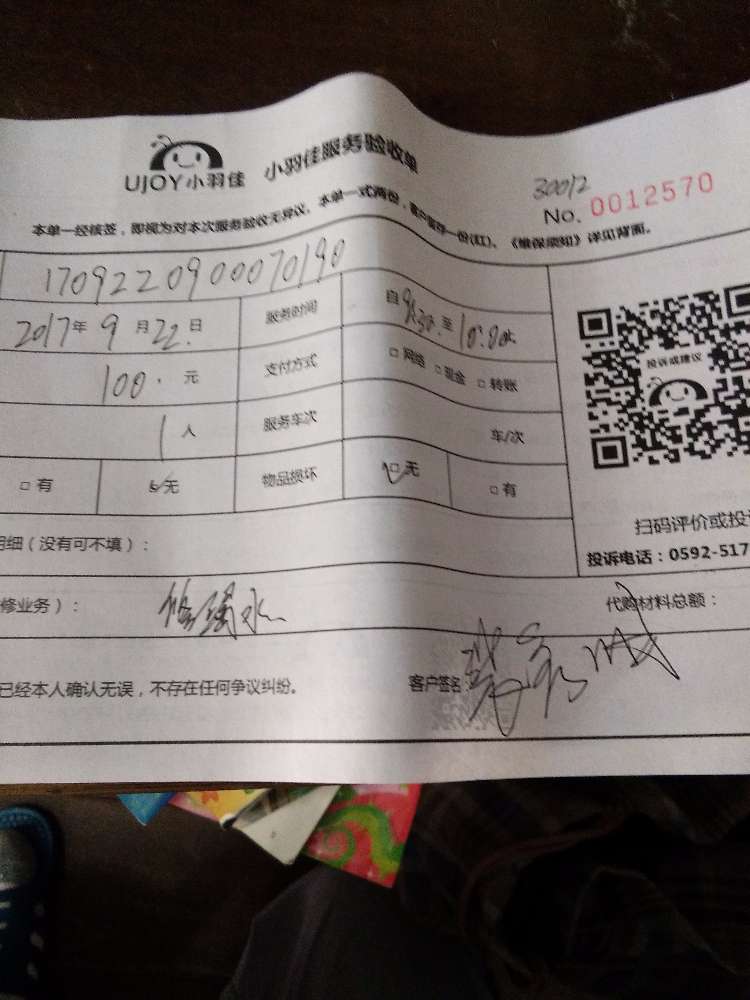 UJOY小羽佳
小羽佳服务验收单
30012
No. 0012570
本单一经核签，即视为对本次服务验收无异议。本单一式两份，客户留存一份(红)、《维保须知》详见背面。
1709220900070190
2017年 9 月 22 日 服务时间 自 9:30 至 10:00
100. 元 支付方式 □ 网络 □ 现金 □ 转账
1 人 服务车次 车/次
□ 有 □ 无 物品损坏 □ 无 □ 有
投诉或建议
扫码评价或投
明细（没有可不填）：
投诉电话：0592-517
修业务）： 修漏水
代购材料总额：
已经本人确认无误，不存在任何争议纠纷。
客户签名：